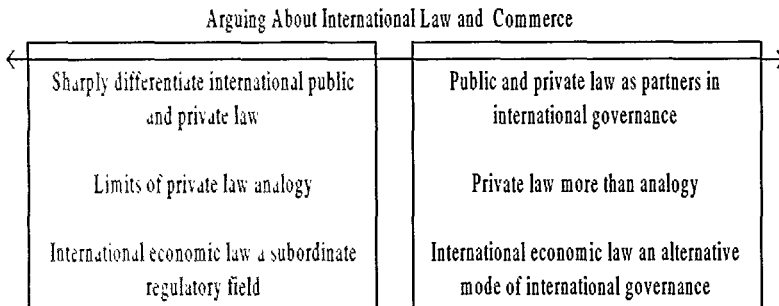 Arguing About International Law and Commerce
Sharply differentiate international public
and private law
Limits of private law analogy
International economic law a subordinate
regulatory field
Public and private law as partners in
international governance
Private law more than analogy
International economic law an alternative
mode of international governance